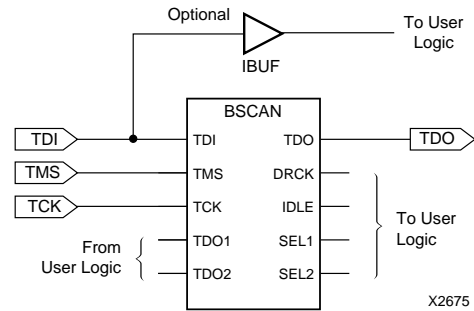 Optional
To User
Logic
IBUF
BSCAN
TDI
TDI
TDO
TDO
TMS
TMS
DRCK
TCK
TCK
IDLE
From
User Logic
TDO1
SEL1
To User
Logic
TDO2
SEL2
X2675